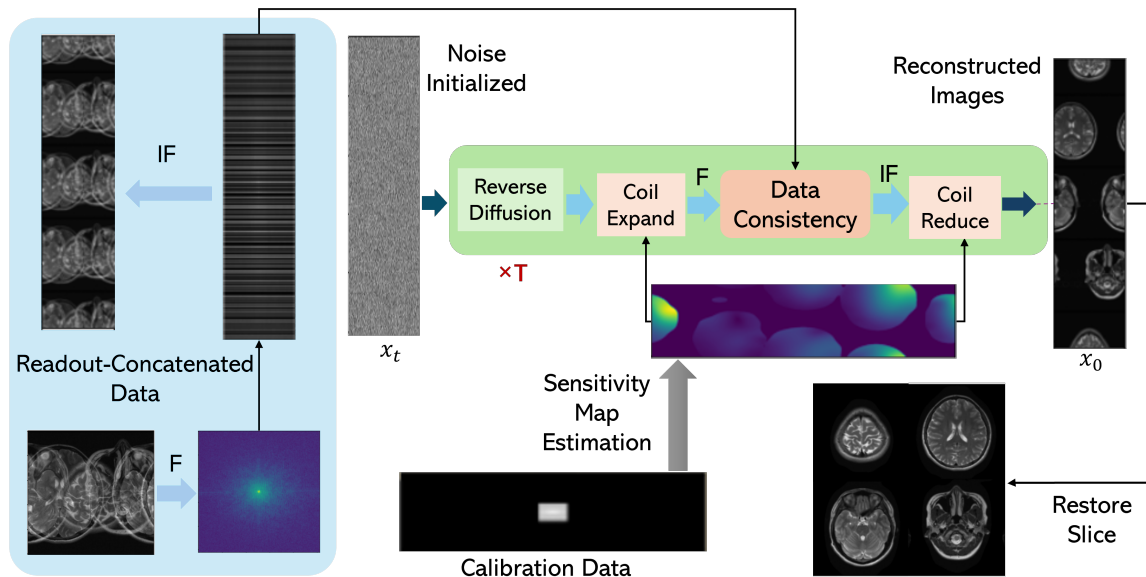 IF
Readout-Concatenated
Data
F
Noise
Initialized
x_t
Reverse
Diffusion
Coil
Expand
F
Data
Consistency
IF
Coil
Reduce
×T
Reconstructed
Images
x_0
Sensitivity
Map
Estimation
Calibration Data
Restore
Slice